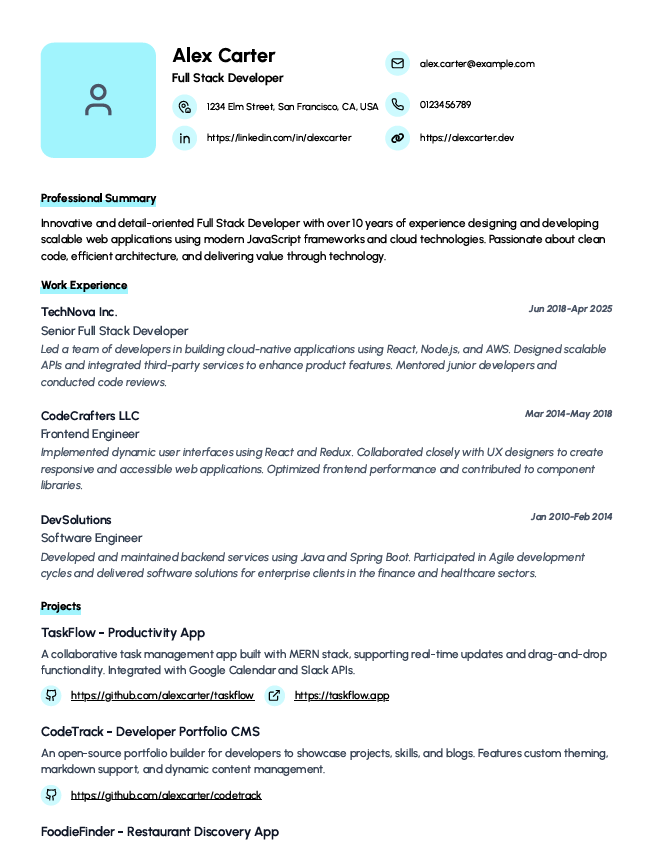 Alex Carter
Full Stack Developer
1234 Elm Street, San Francisco, CA, USA
https://linkedin.com/in/alexcarter
alex.carter@example.com
0123456789
https://alexcarter.dev
Professional Summary
Innovative and detail-oriented Full Stack Developer with over 10 years of experience designing and developing
scalable web applications using modern JavaScript frameworks and cloud technologies. Passionate about clean
code, efficient architecture, and delivering value through technology.
Work Experience
TechNova Inc.
Jun 2018-Apr 2025
Senior Full Stack Developer
Led a team of developers in building cloud-native applications using React, Node.js, and AWS. Designed scalable
APIs and integrated third-party services to enhance product features. Mentored junior developers and
conducted code reviews.
CodeCrafters LLC
Mar 2014-May 2018
Frontend Engineer
Implemented dynamic user interfaces using React and Redux. Collaborated closely with UX designers to create
responsive and accessible web applications. Optimized frontend performance and contributed to component
libraries.
DevSolutions
Jan 2010-Feb 2014
Software Engineer
Developed and maintained backend services using Java and Spring Boot. Participated in Agile development
cycles and delivered software solutions for enterprise clients in the finance and healthcare sectors.
Projects
TaskFlow - Productivity App
A collaborative task management app built with MERN stack, supporting real-time updates and drag-and-drop
functionality. Integrated with Google Calendar and Slack APIs.
https://github.com/alexcarter/taskflow https://taskflow.app
CodeTrack - Developer Portfolio CMS
An open-source portfolio builder for developers to showcase projects, skills, and blogs. Features custom theming,
markdown support, and dynamic content management.
https://github.com/alexcarter/codetrack
FoodieFinder - Restaurant Discovery App